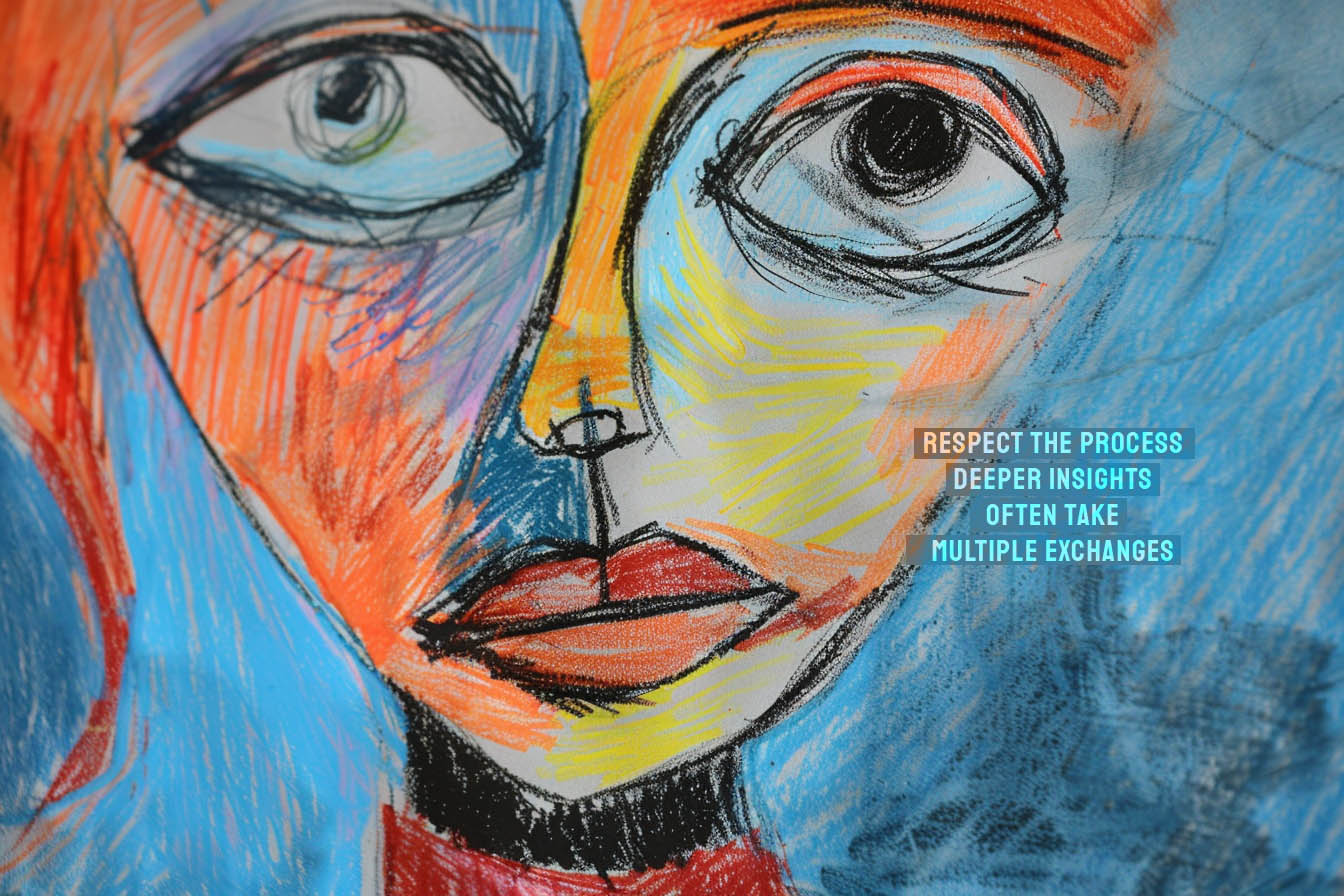 RESPECT THE PROCESS
DEEPER INSIGHTS
OFTEN TAKE
MULTIPLE EXCHANGES